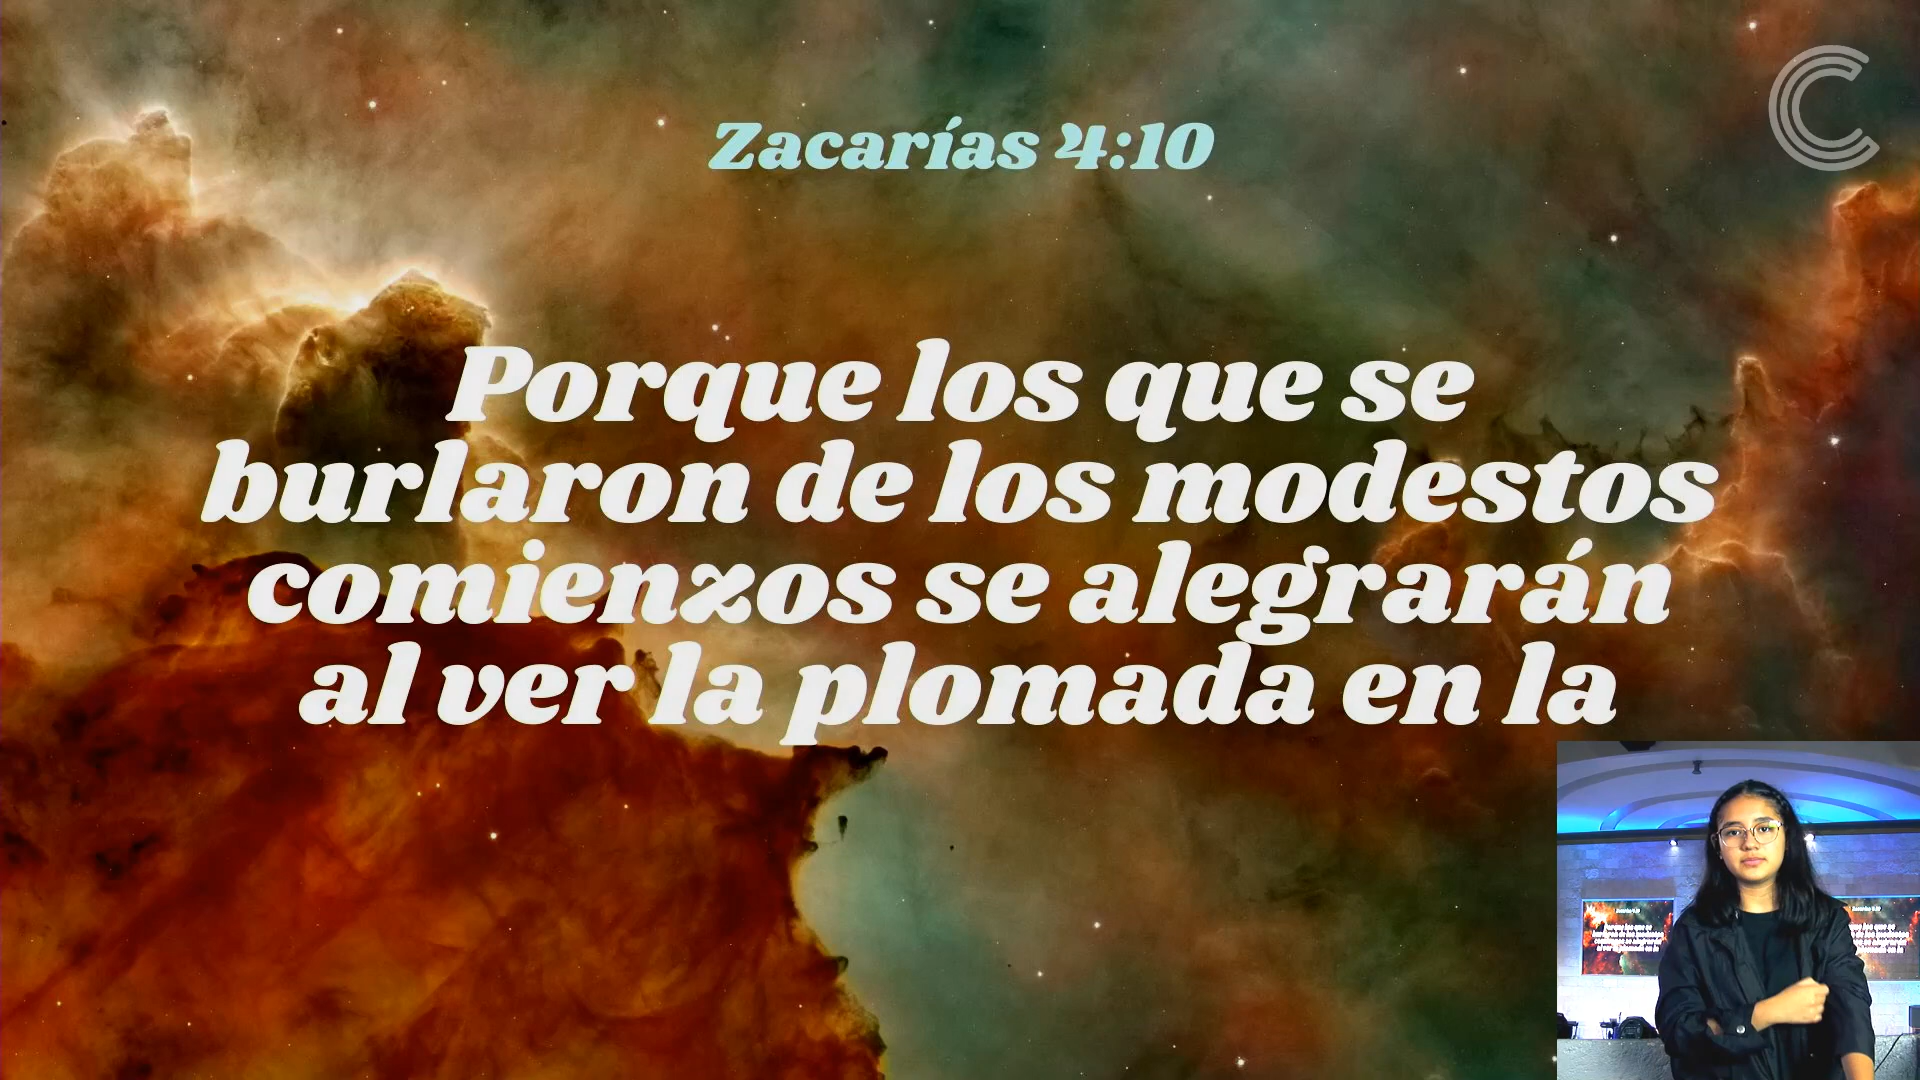 Zacarías 4:10
Porque los que se
burlaron de los modestos
comienzos se alegrarán
al ver la plomada en la